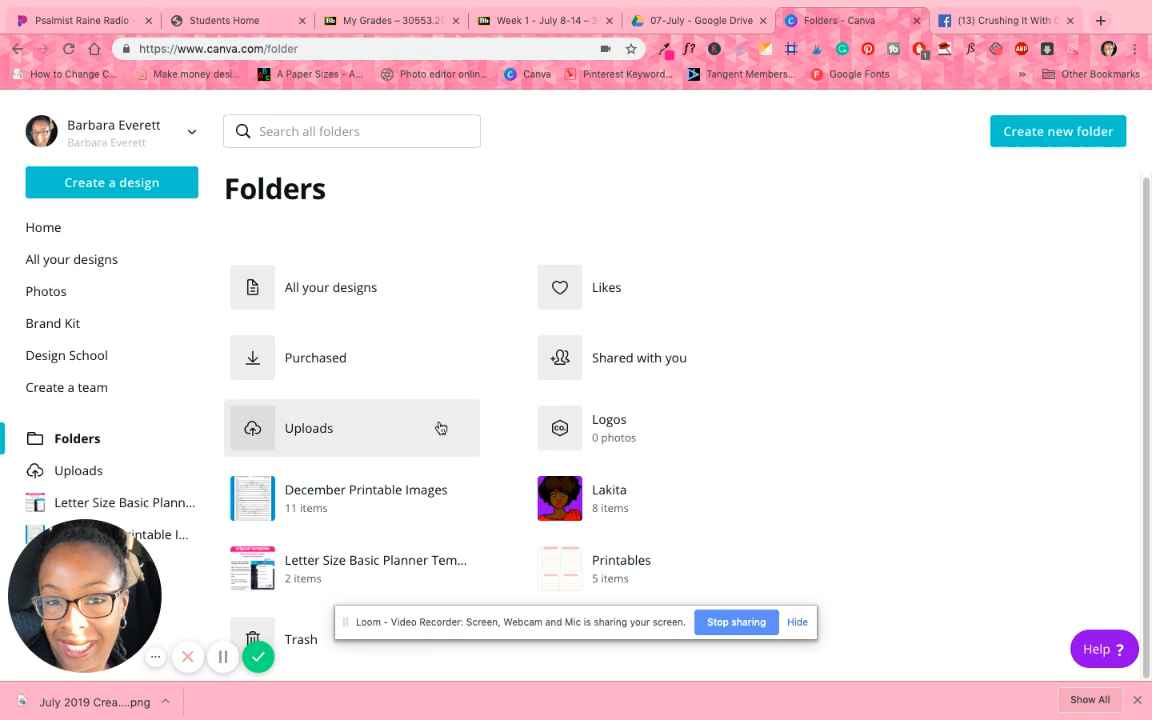 Psalmist Raine Radio -
Students Home
My Grades – 30553.20
Week 1 - July 8-14 – 3
07-July - Google Drive
Folders - Canva
(13) Crushing It With C
https://www.canva.com/folder
How to Change C...
Make money desi...
A Paper Sizes - A...
Photo editor onlin...
Canva
Pinterest Keyword...
Tangent Members...
Google Fonts
»
Other Bookmarks
Barbara Everett
Barbara Everett
Search all folders
Create new folder
Create a design
Folders
Home
All your designs
Photos
Brand Kit
Design School
Create a team
Folders
Uploads
Letter Size Basic Plann...
intable I...
All your designs
Likes
Purchased
Shared with you
Uploads
CO.
Logos
0 photos
December Printable Images
11 items
Lakita
8 items
Letter Size Basic Planner Tem...
2 items
Printables
5 items
Trash
Loom - Video Recorder: Screen, Webcam and Mic is sharing your screen.
Stop sharing
Hide
Help ?
July 2019 Crea....png
Show All